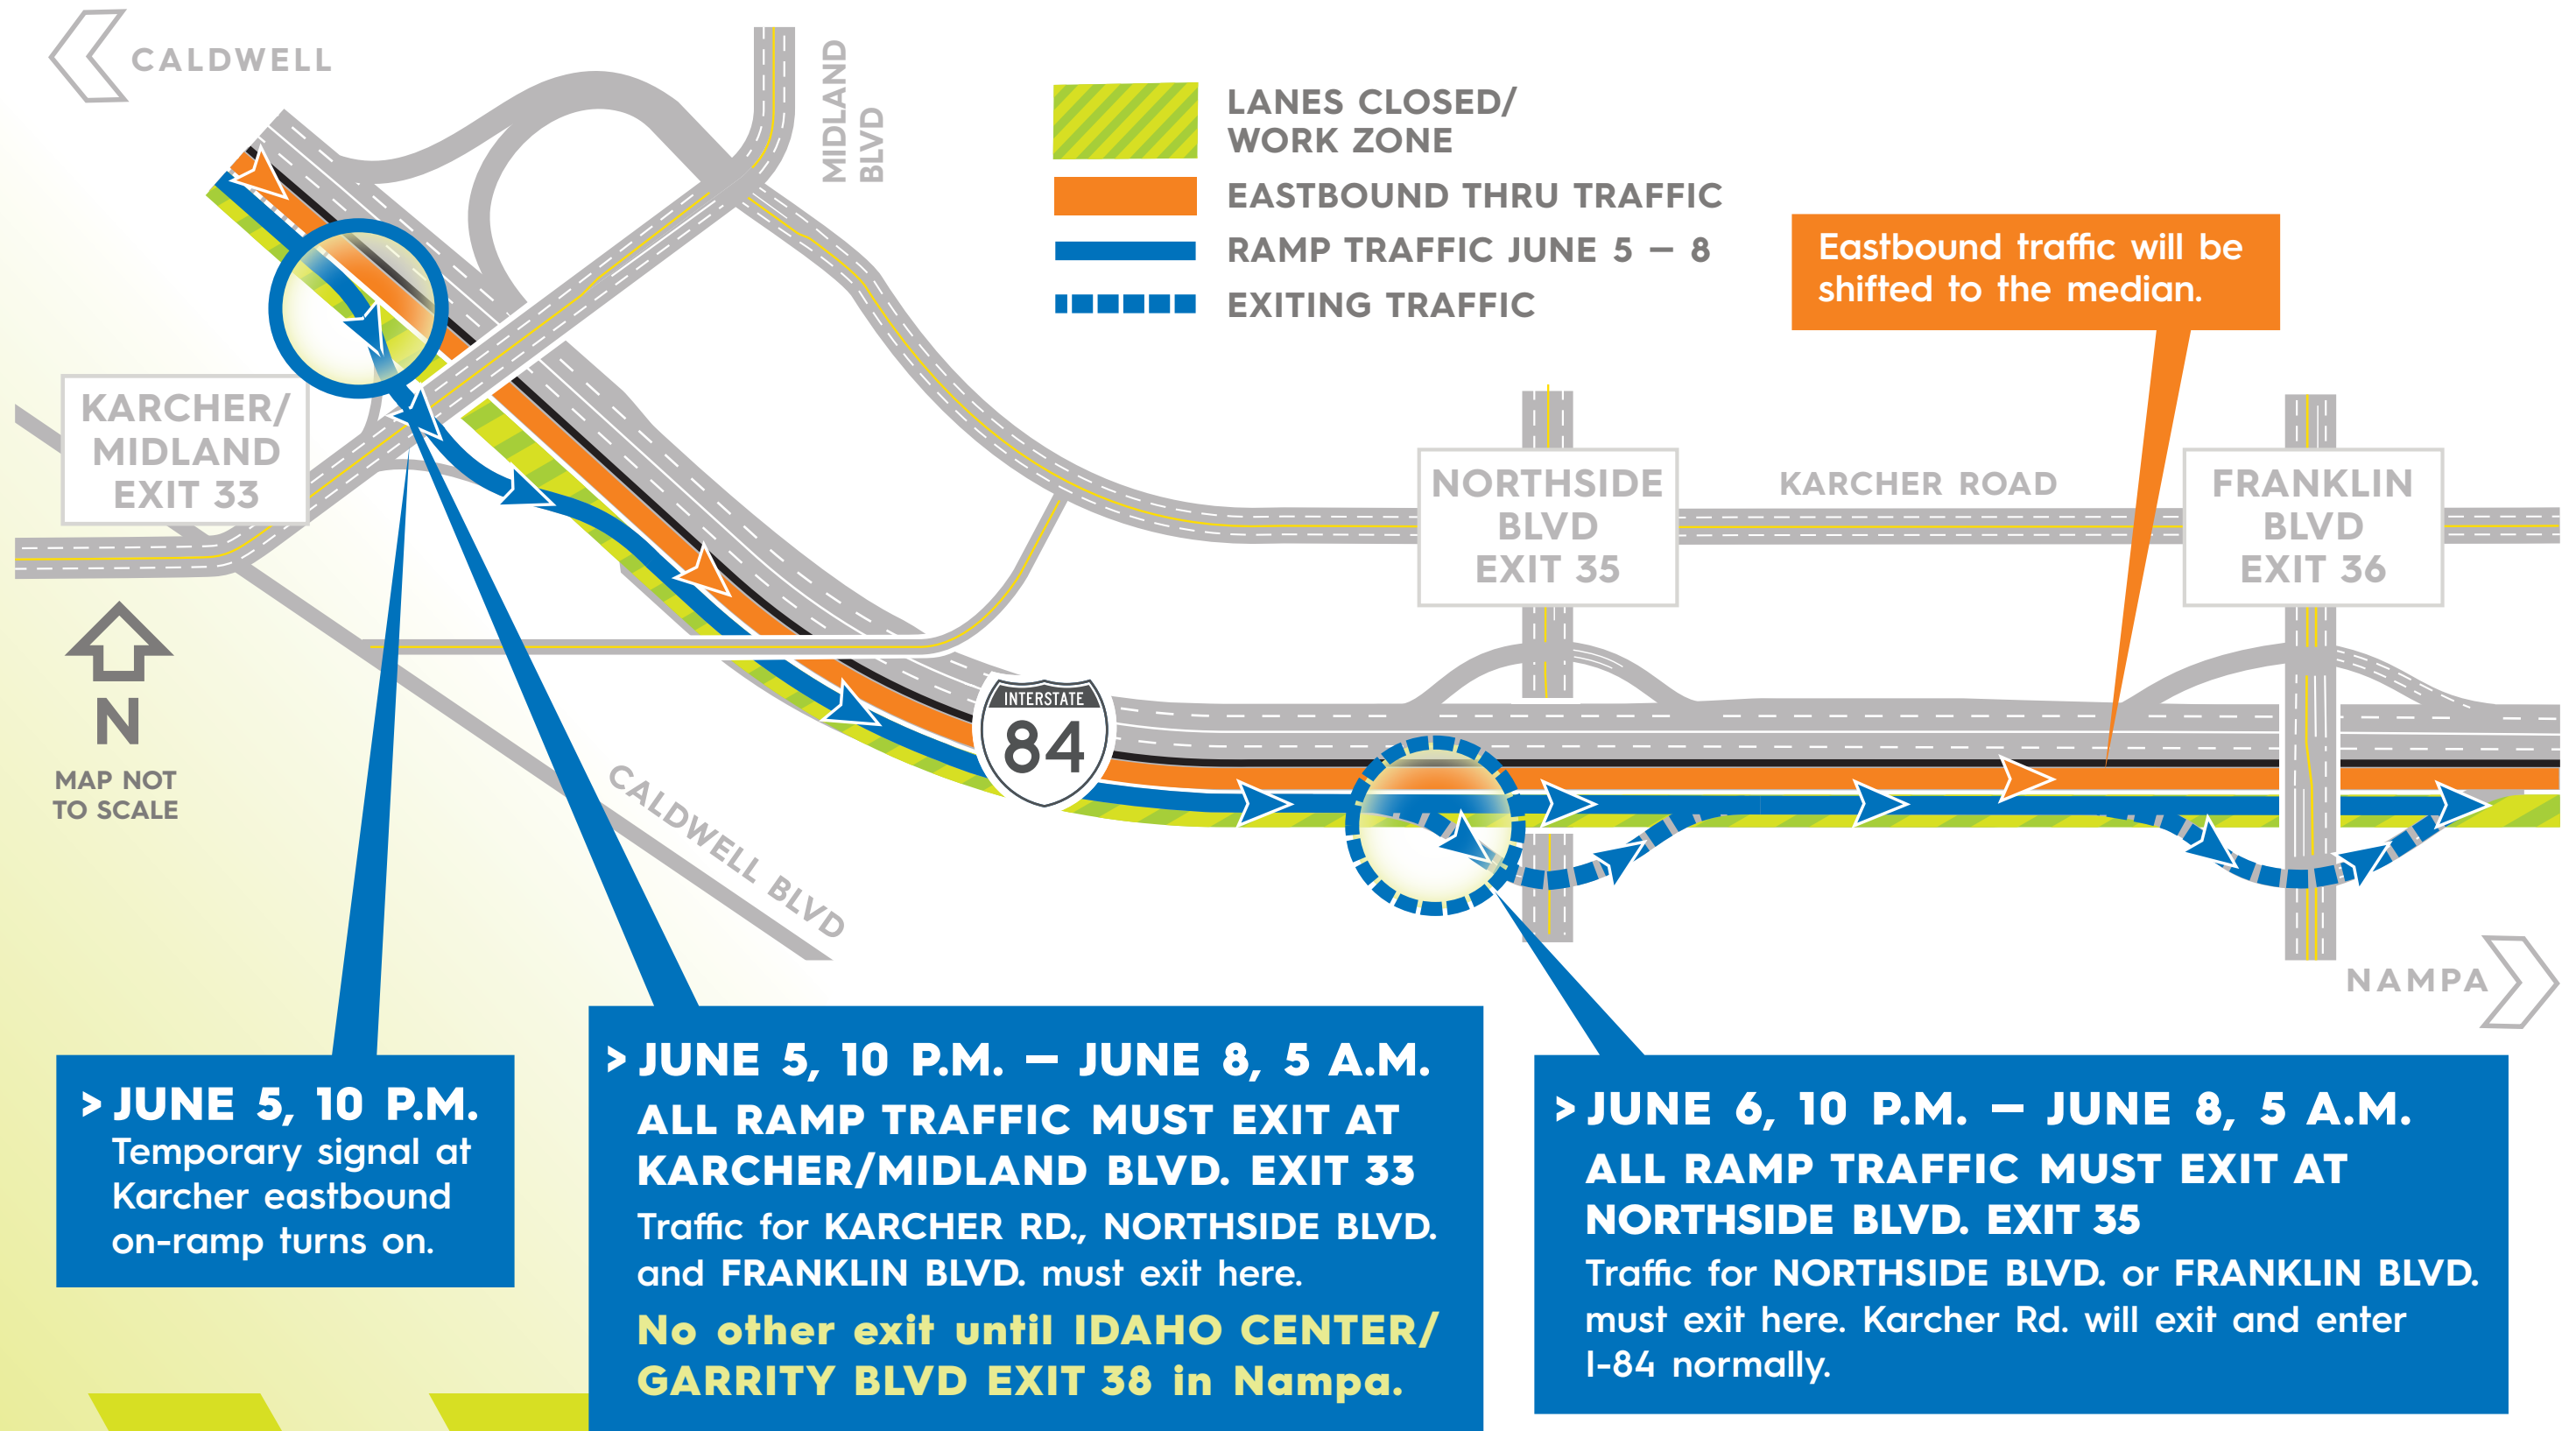 CALDWELL
MIDLAND
BLVD
LANES CLOSED/
WORK ZONE
EASTBOUND THRU TRAFFIC
RAMP TRAFFIC JUNE 5 – 8
EXITING TRAFFIC
Eastbound traffic will be
shifted to the median.
KARCHER/
MIDLAND
EXIT 33
NORTHSIDE
BLVD
EXIT 35
KARCHER ROAD
FRANKLIN
BLVD
EXIT 36
N
MAP NOT
TO SCALE
INTERSTATE
84
CALDWELL BLVD
NAMPA
> JUNE 5, 10 P.M.
Temporary signal at
Karcher eastbound
on-ramp turns on.
> JUNE 5, 10 P.M. – JUNE 8, 5 A.M.
ALL RAMP TRAFFIC MUST EXIT AT
KARCHER/MIDLAND BLVD. EXIT 33
Traffic for KARCHER RD., NORTHSIDE BLVD.
and FRANKLIN BLVD. must exit here.
No other exit until IDAHO CENTER/
GARRITY BLVD EXIT 38 in Nampa.
> JUNE 6, 10 P.M. – JUNE 8, 5 A.M.
ALL RAMP TRAFFIC MUST EXIT AT
NORTHSIDE BLVD. EXIT 35
Traffic for NORTHSIDE BLVD. or FRANKLIN BLVD.
must exit here. Karcher Rd. will exit and enter
I-84 normally.